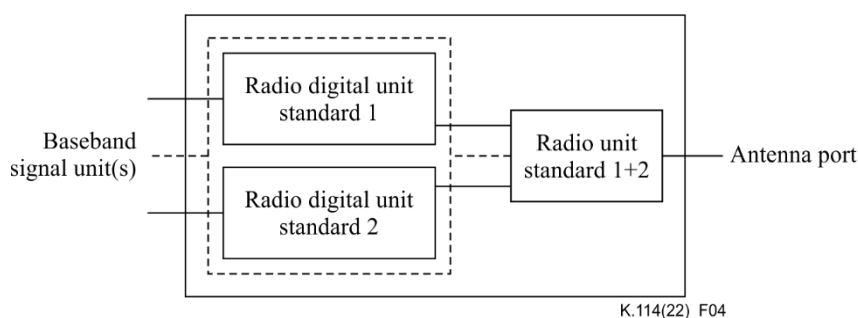 Radio digital unit
standard 1
Baseband
signal unit(s)
Radio unit
standard 1+2
Antenna port
Radio digital unit
standard 2
K.114(22)_F04